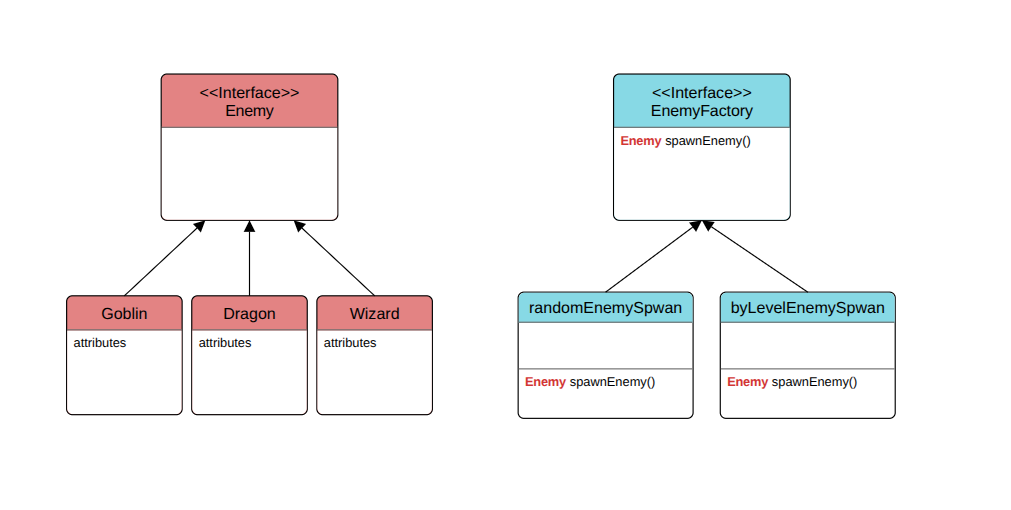 <<Interface>>
Enemy
<<Interface>>
EnemyFactory
Enemy spawnEnemy()
Goblin
attributes
Dragon
attributes
Wizard
attributes
randomEnemySpwan
Enemy spawnEnemy()
byLevelEnemySpwan
Enemy spawnEnemy()